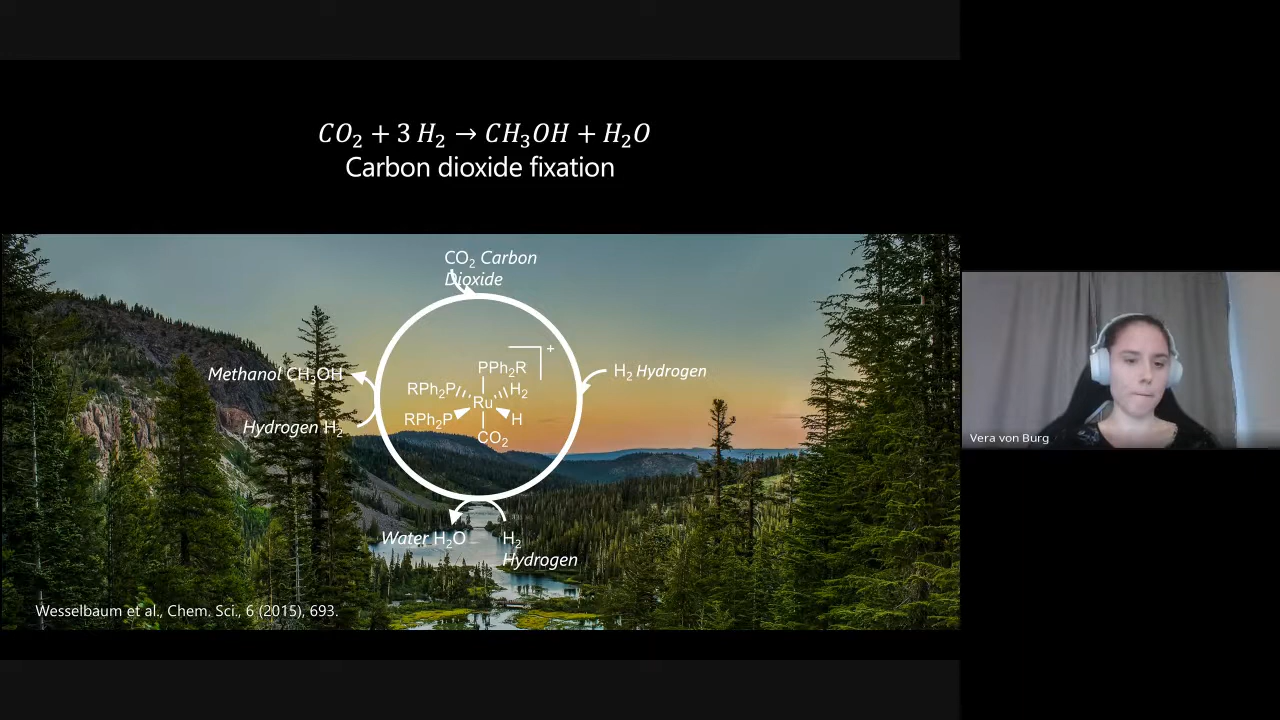 CO₂ + 3 H₂ → CH₃OH + H₂O
Carbon dioxide fixation
CO₂ Carbon
Dioxide
+
PPh₂R
Methanol CH₃OH
H₂ Hydrogen
RPh₂P
H₂
Ru
RPh₂P
H
Hydrogen H₂
CO₂
Vera von Burg
Water H₂O
H₂
Hydrogen
Wesselbaum et al., Chem. Sci., 6 (2015), 693.